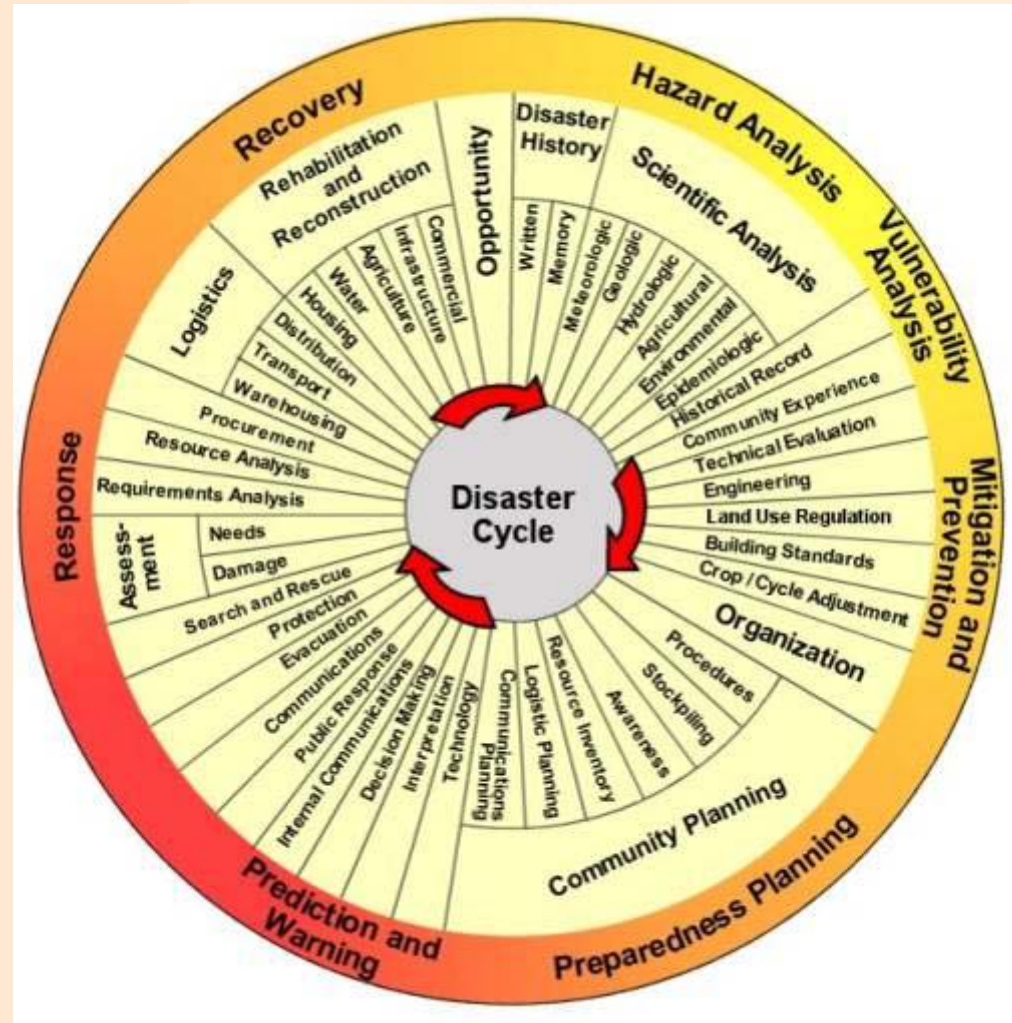 Disaster
Cycle
Hazard Analysis
Vulnerability
Analysis
Mitigation and
Prevention
Preparedness Planning
Prediction and
Warning
Response
Recovery
Disaster
History
Written
Memory
Scientific Analysis
Meteorologic
Geologic
Hydrologic
Agricultural
Environmental
Epidemiologic
Historical Record
Community Experience
Technical Evaluation
Engineering
Land Use Regulation
Building Standards
Crop / Cycle Adjustment
Organization
Community Planning
Procedures
Stockpiling
Awareness
Resource Inventory
Logistic Planning
Communications
Planning
Technology
Interpretation
Decision Making
Internal Communications
Public Response
Communications
Evacuation
Protection
Search and Rescue
Assess-
ment
Damage
Needs
Requirements Analysis
Resource Analysis
Procurement
Logistics
Warehousing
Transport
Distribution
Rehabilitation
and
Reconstruction
Housing
Water
Agriculture
Infrastructure
Commercial
Opportunity